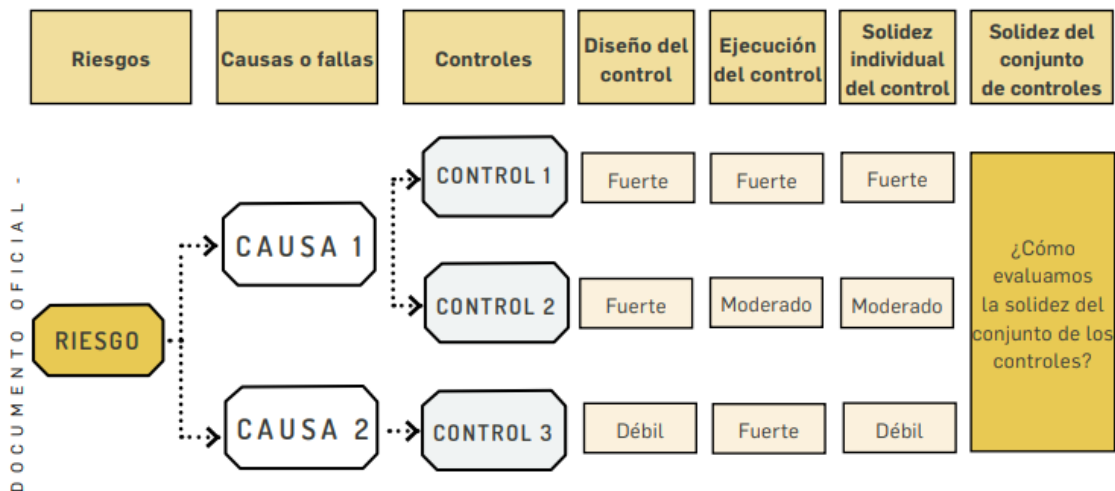 Riesgos
Causas o fallas
Controles
Diseño del
control
Ejecución
del control
Solidez
individual
del control
Solidez del
conjunto
de controles
DOCUMENTO OFICIAL -
RIESGO
CAUSA 1
CONTROL 1
Fuerte
Fuerte
Fuerte
CONTROL 2
Fuerte
Moderado
Moderado
CAUSA 2
CONTROL 3
Débil
Fuerte
Débil
¿Cómo
evaluamos
la solidez del
conjunto de los
controles?